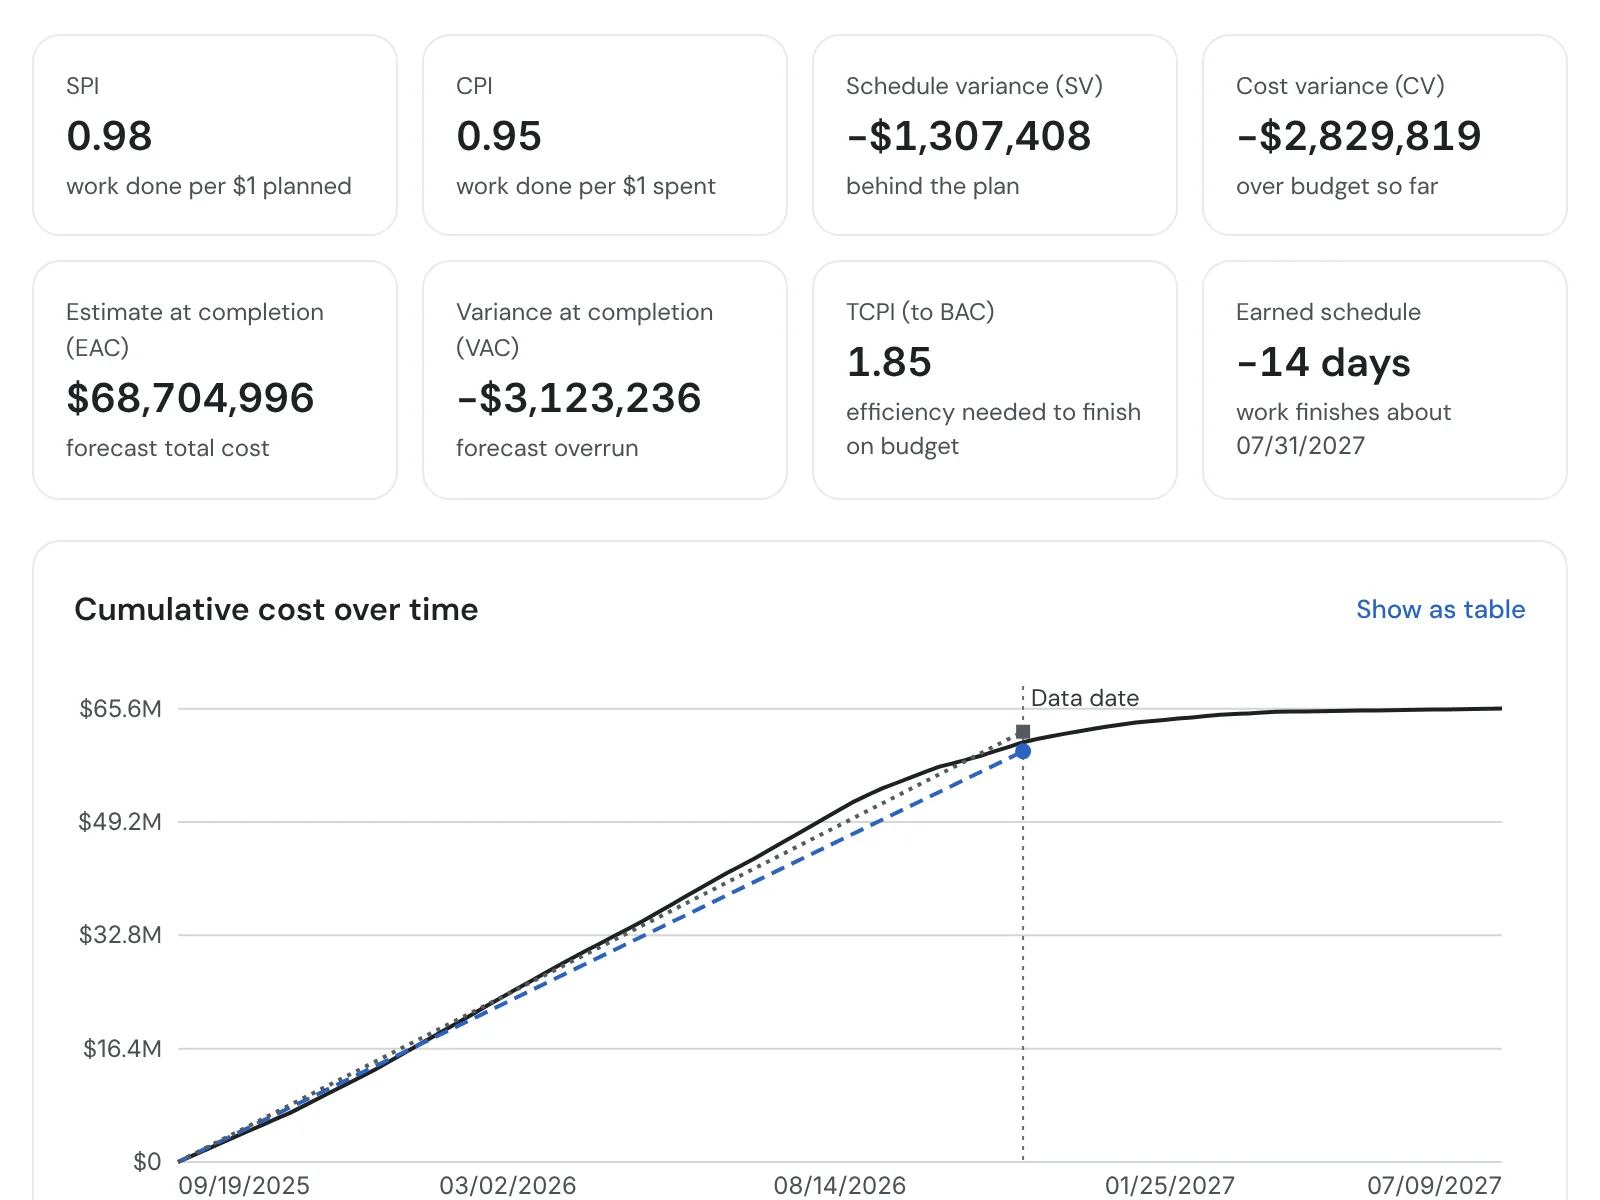 SPI
0.98
work done per $1 planned
CPI
0.95
work done per $1 spent
Schedule variance (SV)
−$1,307,408
behind the plan
Cost variance (CV)
−$2,829,819
over budget so far
Estimate at completion
(EAC)
$68,704,996
forecast total cost
Variance at completion
(VAC)
−$3,123,236
forecast overrun
TCPI (to BAC)
1.85
efficiency needed to finish
on budget
Earned schedule
−14 days
work finishes about
07/31/2027
Cumulative cost over time
Show as table
Data date
$65.6M
$49.2M
$32.8M
$16.4M
$0
09/19/2025
03/02/2026
08/14/2026
01/25/2027
07/09/2027